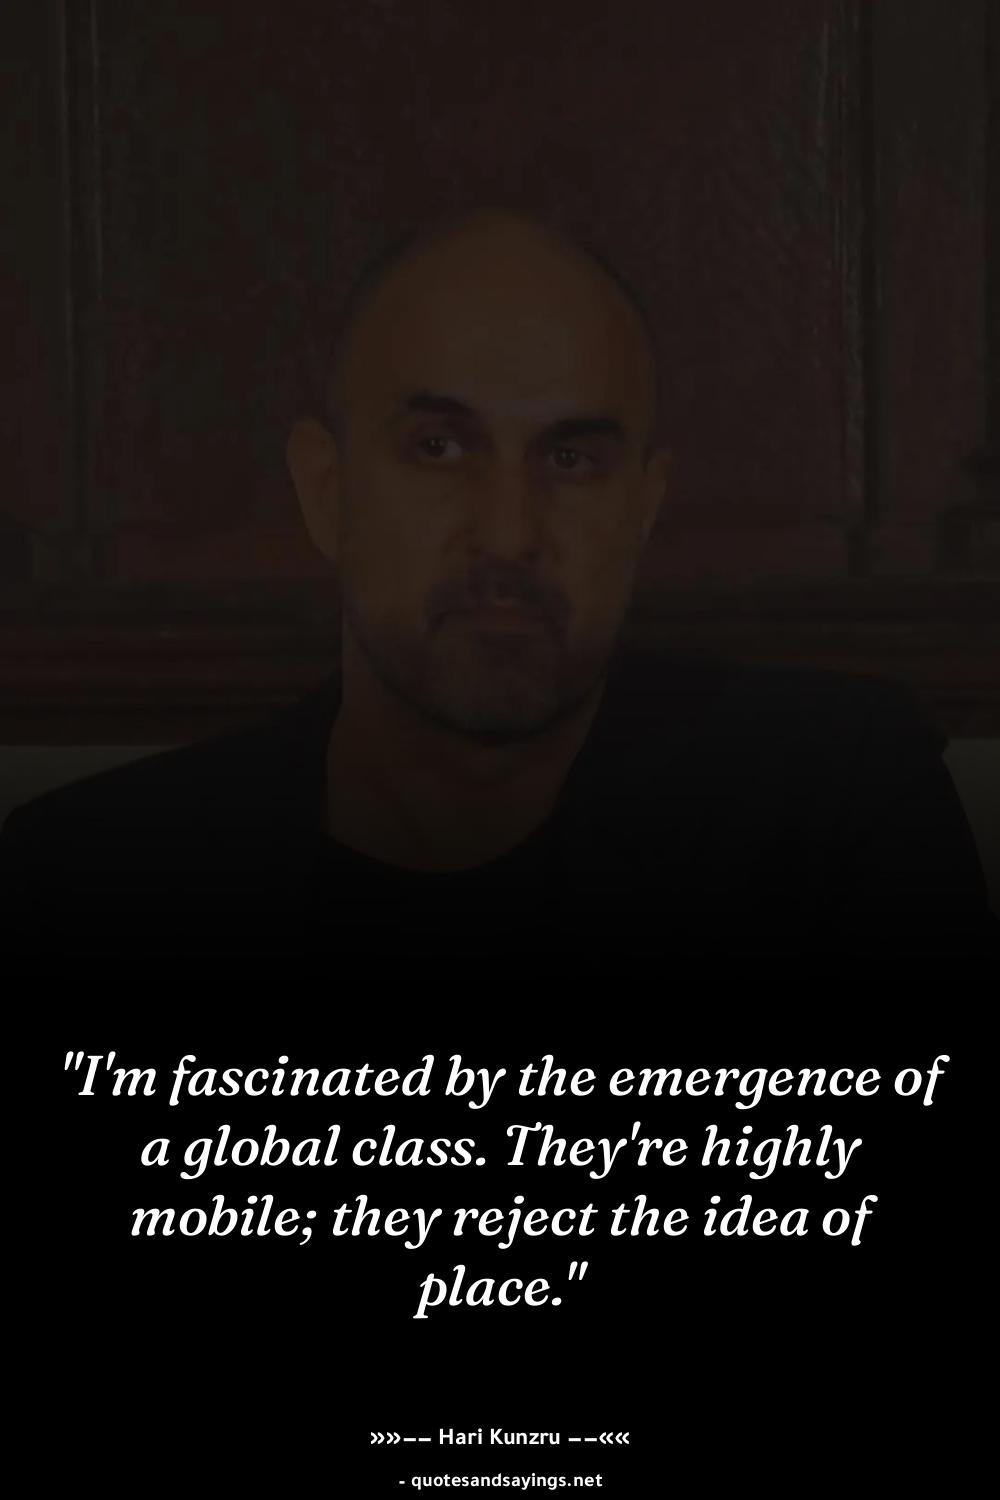 "I'm fascinated by the emergence of
a global class. They're highly
mobile; they reject the idea of
place."
»»−− Hari Kunzru −−««
- quotesandsayings.net